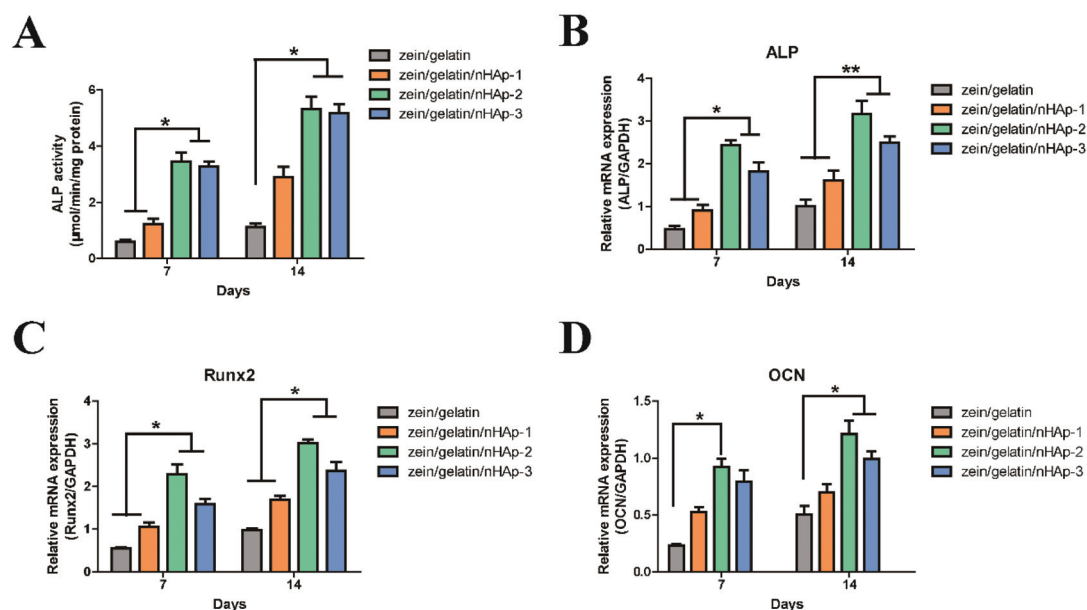 A
ALP activity
(μmol/min/mg protein)
6
4
2
0
*
*
7
14
Days
zein/gelatin
zein/gelatin/nHAp-1
zein/gelatin/nHAp-2
zein/gelatin/nHAp-3
B
ALP
Relative mRNA expression
(ALP/GAPDH)
4
3
2
1
0
*
**
7
14
Days
zein/gelatin
zein/gelatin/nHAp-1
zein/gelatin/nHAp-2
zein/gelatin/nHAp-3
C
Runx2
Relative mRNA expression
(Runx2/GAPDH)
4
3
2
1
0
*
*
7
14
Days
zein/gelatin
zein/gelatin/nHAp-1
zein/gelatin/nHAp-2
zein/gelatin/nHAp-3
D
OCN
Relative mRNA expression
(OCN/GAPDH)
1.5
1.0
0.5
0.0
*
*
7
14
Days
zein/gelatin
zein/gelatin/nHAp-1
zein/gelatin/nHAp-2
zein/gelatin/nHAp-3